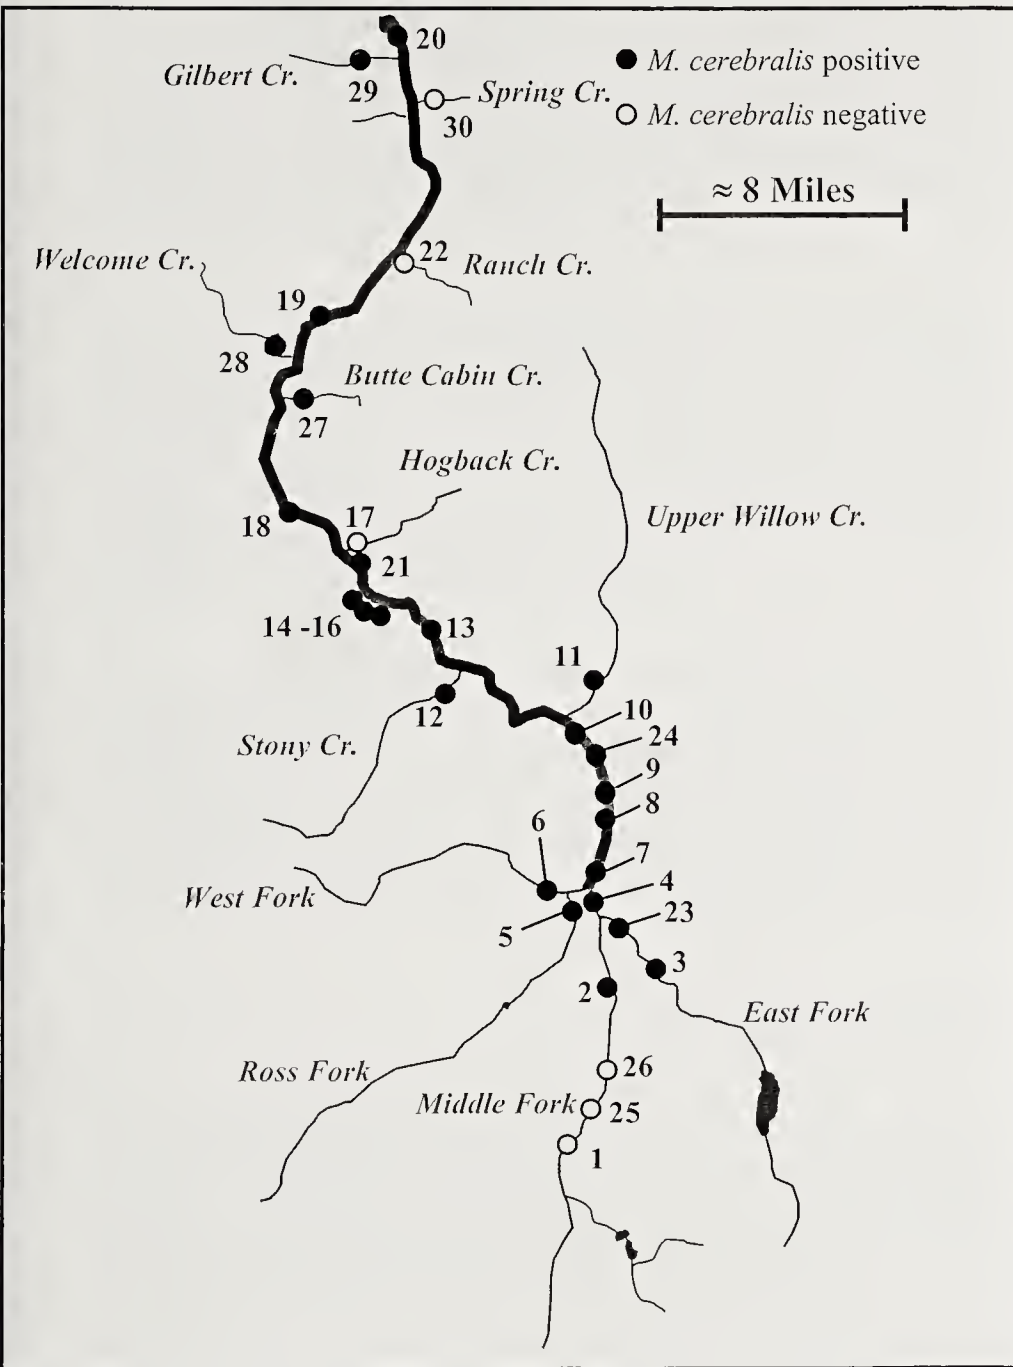 20
Gilbert Cr.
29
Spring Cr.
30
M. cerebralis positive
M. cerebralis negative
≈ 8 Miles
22
Welcome Cr.
Ranch Cr.
19
28
Butte Cabin Cr.
27
Hogback Cr.
17
18
21
Upper Willow Cr.
14 -16
13
11
12
10
Stony Cr.
24
9
8
6
7
4
West Fork
23
5
3
2
East Fork
Ross Fork
26
Middle Fork
25
1